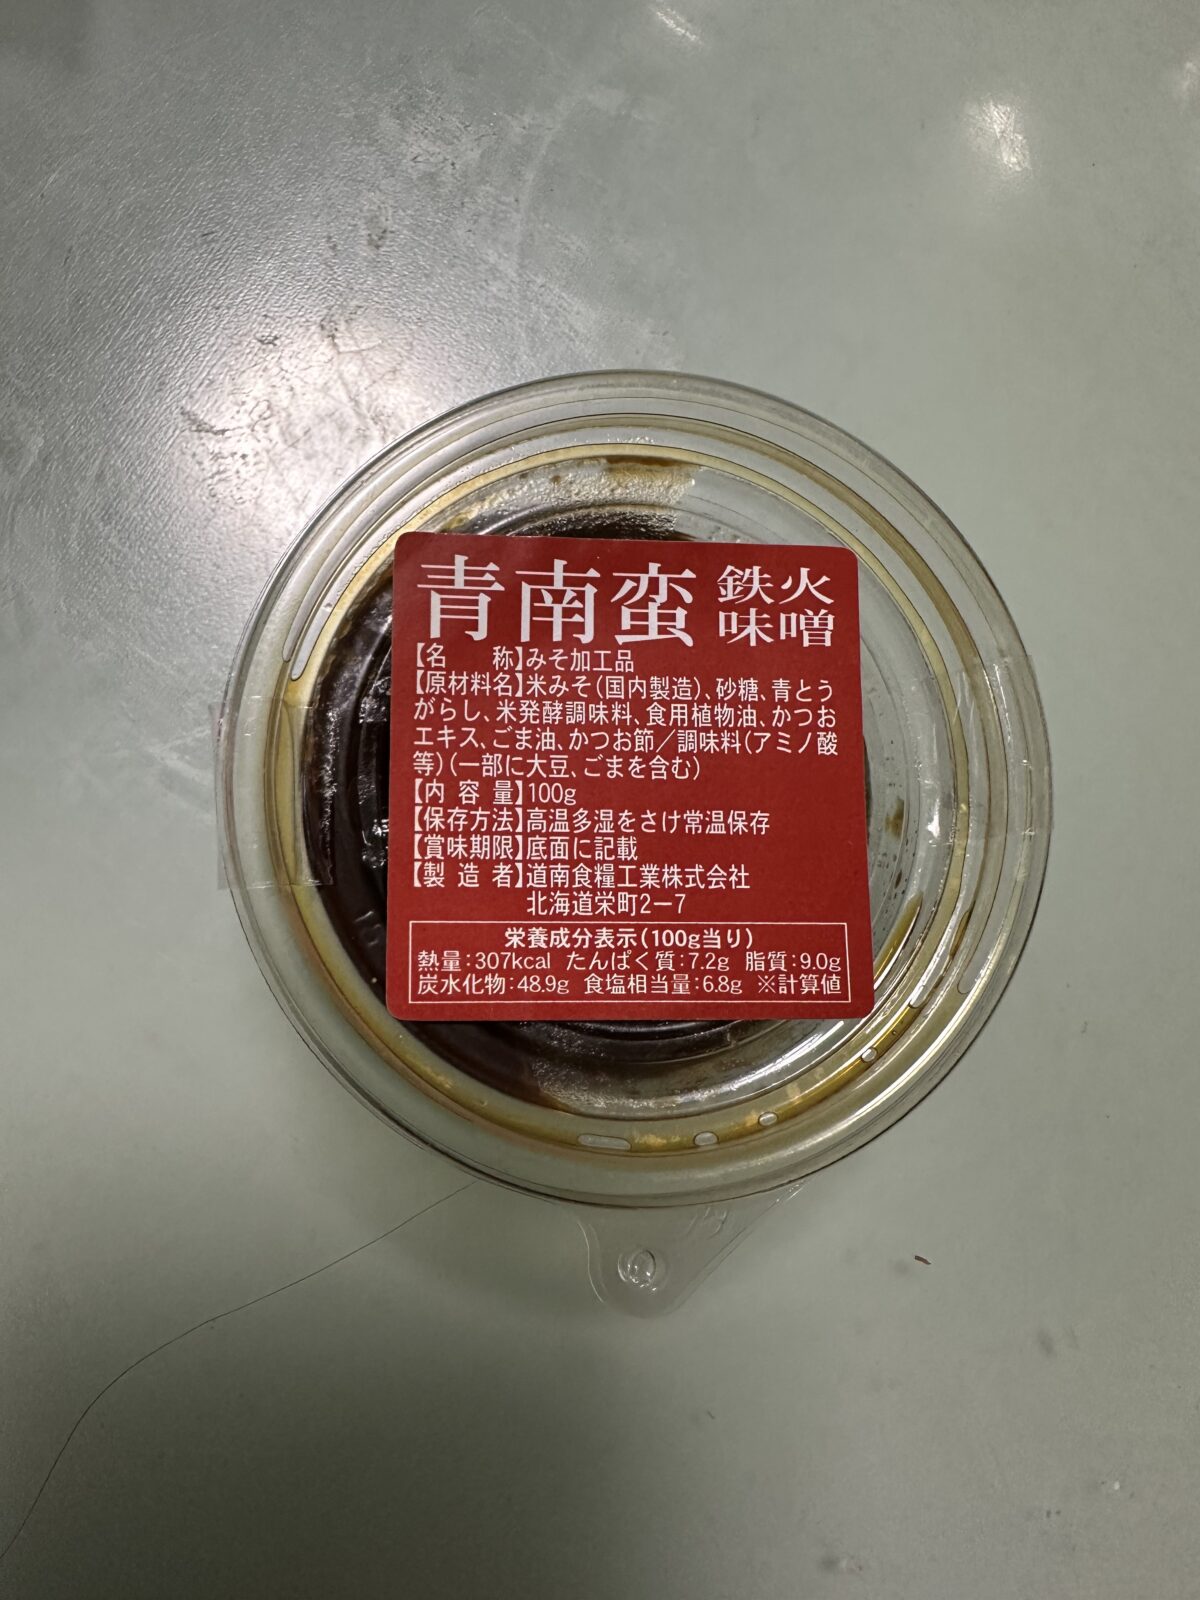 青南蛮 鉄火味噌
【名　　称】みそ加工品
【原材料名】米みそ(国内製造)、砂糖、青とう
がらし、米発酵調味料、食用植物油、かつお
エキス、ごま油、かつお節／調味料(アミノ酸
等)(一部に大豆、ごまを含む)
【内 容 量】100g
【保存方法】高温多湿をさけ常温保存
【賞味期限】底面に記載
【製 造 者】道南食糧工業株式会社
北海道栄町2ー7
栄養成分表示(100g当り)
熱量:307kcal たんぱく質:7.2g 脂質:9.0g
炭水化物:48.9g 食塩相当量:6.8g ※計算値